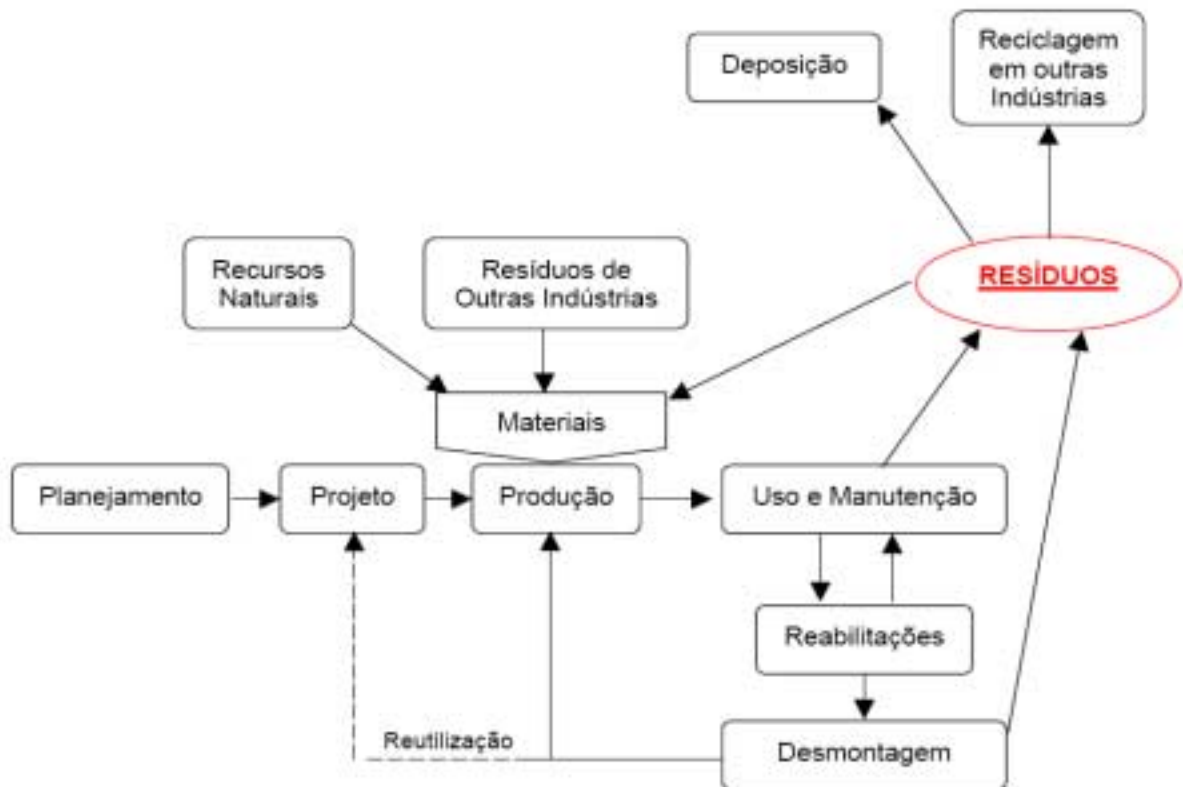 Deposição
Reciclagem
em outras
Indústrias
Recursos
Naturais
Resíduos de
Outras Indústrias
RESÍDUOS
Materiais
Planejamento
Projeto
Produção
Uso e Manutenção
Reabilitações
Reutilização
Desmontagem